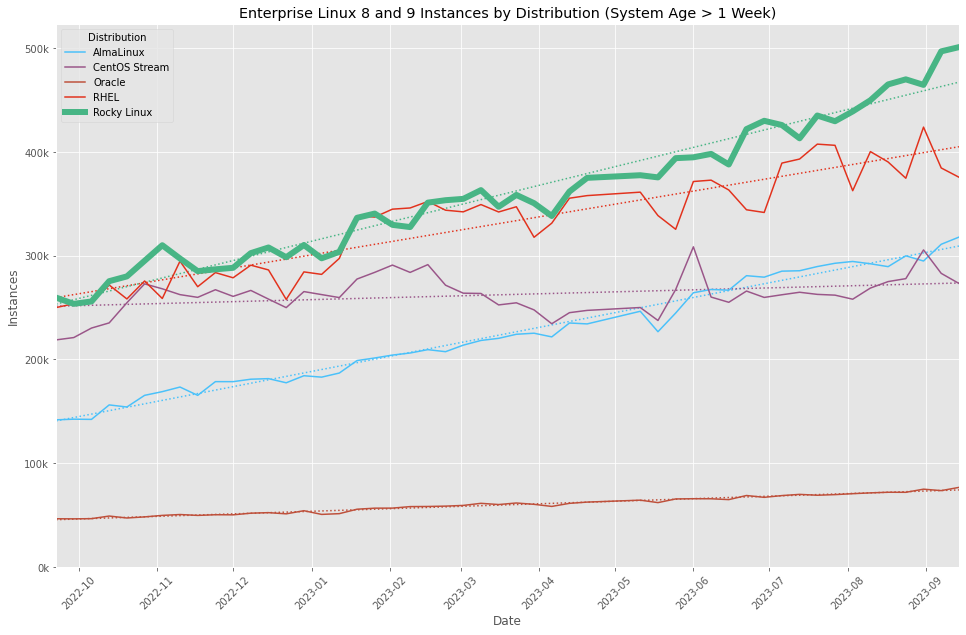 Enterprise Linux 8 and 9 Instances by Distribution (System Age > 1 Week)
Distribution
AlmaLinux
CentOS Stream
Oracle
RHEL
Rocky Linux
500k
400k
300k
200k
100k
0k
Instances
2022-10
2022-11
2022-12
2023-01
2023-02
2023-03
2023-04
2023-05
2023-06
2023-07
2023-08
2023-09
Date